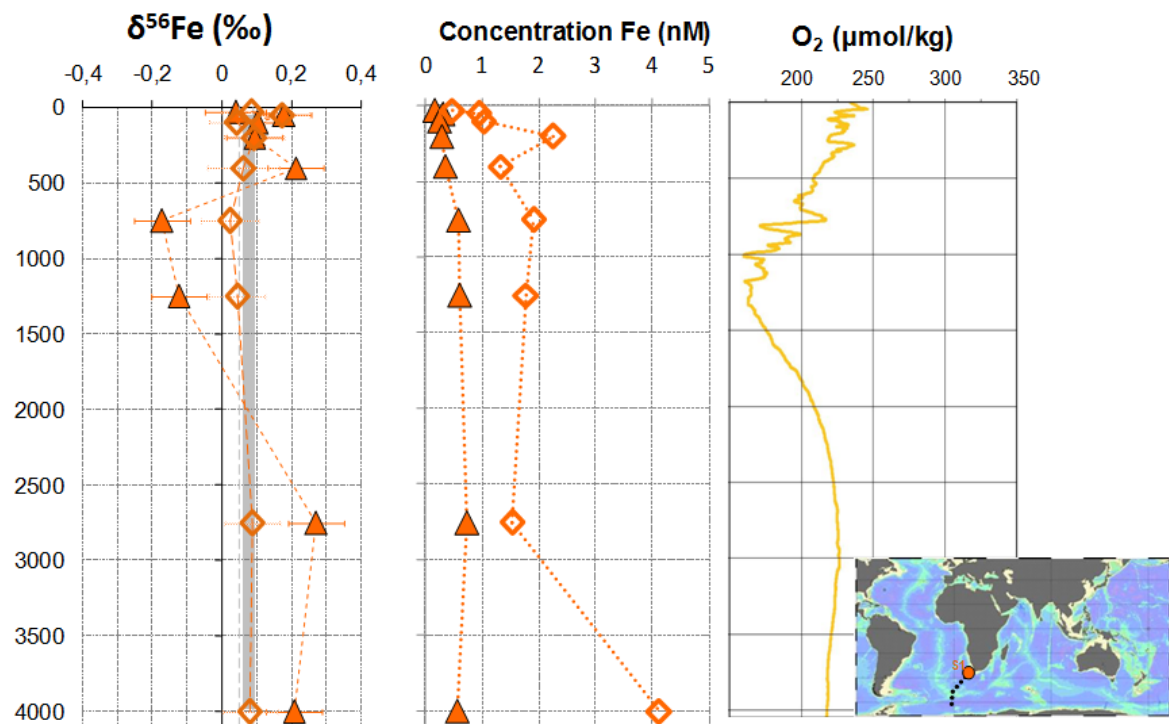 δ⁵⁶Fe (‰)
Concentration Fe (nM)
O₂ (µmol/kg)
-0,4 -0,2 0 0,2 0,4
0 1 2 3 4 5
200 250 300 350
0
500
1000
1500
2000
2500
3000
3500
4000
S1